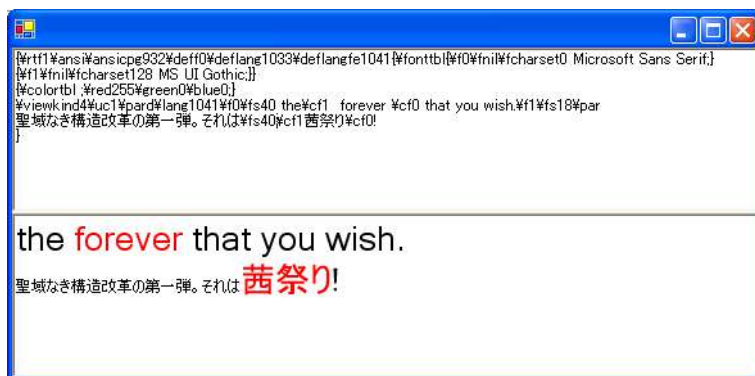 {¥rtf1¥ansi¥ansicpg932¥deff0¥deflang1033¥deflangfe1041{¥fonttbl{¥f0¥fnil¥fcharset0 Microsoft Sans Serif;}
{¥f1¥fnil¥fcharset128 MS UI Gothic;}}
{¥colortbl ;¥red255¥green0¥blue0;}
¥viewkind4¥uc1¥pard¥lang1041¥f0¥fs40 the¥cf1  forever ¥cf0 that you wish.¥f1¥fs18¥par
聖域なき構造改革の第一弾。それは¥fs40¥cf1茜祭り¥cf0!
}
the forever that you wish.
聖域なき構造改革の第一弾。それは茜祭り!